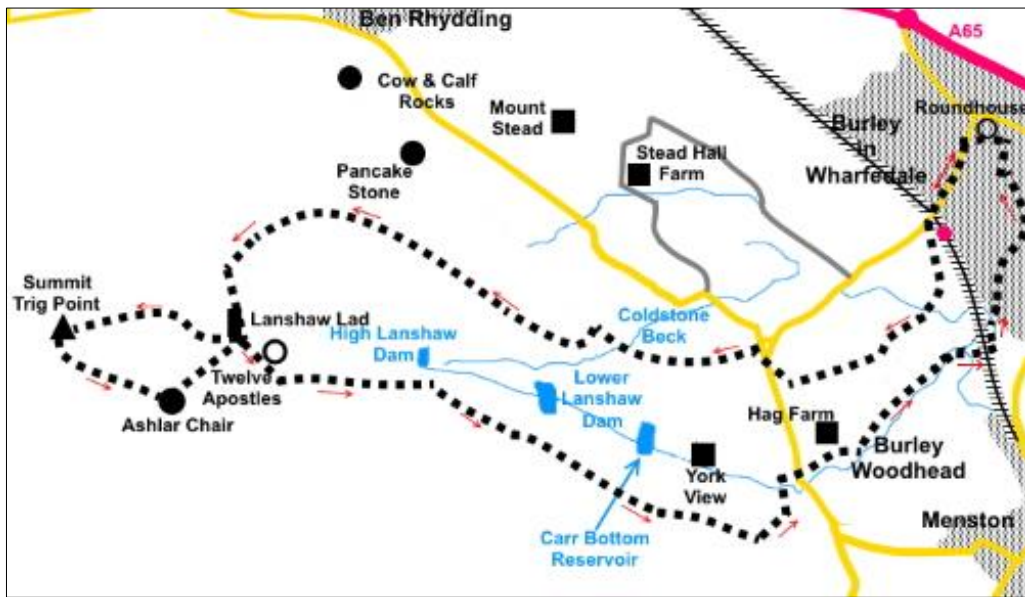 Ben Rhydding
A65
Cow & Calf
Rocks
Mount
Stead
Roundhouse
Burley
in
Wharfedale
Stead Hall
Farm
Pancake
Stone
Summit
Trig Point
Lanshaw Lad
High Lanshaw
Dam
Coldstone
Beck
Twelve
Apostles
Ashlar Chair
Lower
Lanshaw
Dam
Hag Farm
Burley
Woodhead
York
View
Carr Bottom
Reservoir
Menston